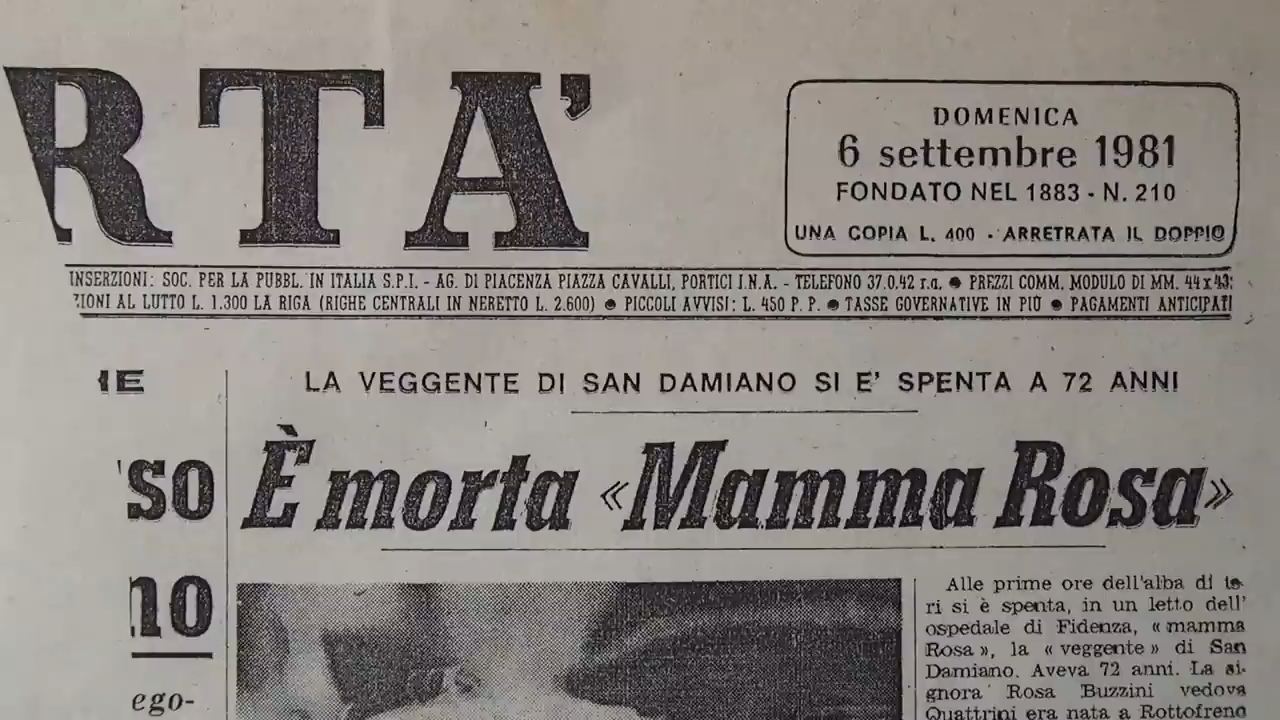 RTA'
DOMENICA
6 settembre 1981
FONDATO NEL 1883 - N. 210
UNA COPIA L. 400 - ARRETRATA IL DOPPIO
INSERZIONI: SOC. PER LA PUBBL. IN ITALIA S.P.I. - AG. DI PIACENZA PIAZZA CAVALLI, PORTICI I.N.A. - TELEFONO 37.0.42 r.a. ● PREZZI COMM. MODULO DI MM. 44x43:
ZIONI AL LUTTO L. 1.300 LA RIGA (RIGHE CENTRALI IN NERETTO L. 2.600) ● PICCOLI AVVISI: L. 450 P. P. ● TASSE GOVERNATIVE IN PIÙ ● PAGAMENTI ANTICIPATI
IE
so
no
ego-
LA VEGGENTE DI SAN DAMIANO SI E' SPENTA A 72 ANNI
È morta «Mamma Rosa»
Alle prime ore dell'alba di ie-
ri si è spenta, in un letto dell'
ospedale di Fidenza, «mamma
Rosa», la «veggente» di San
Damiano. Aveva 72 anni. La si-
gnora Rosa Buzzini vedova
Quattrini era nata a Rottofreno